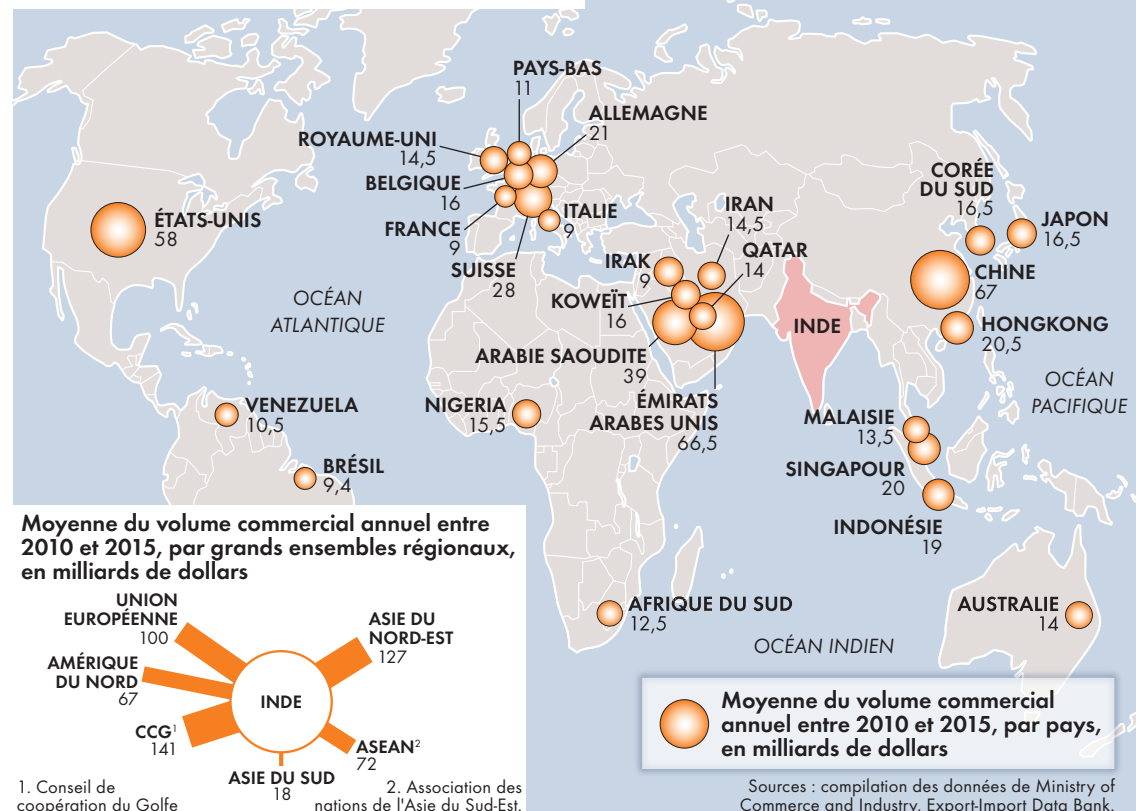 PAYS-BAS
11
ALLEMAGNE
21
ROYAUME-UNI
14,5
BELGIQUE
16
FRANCE
9
ITALIE
9
SUISSE
28
ÉTATS-UNIS
58
OCÉAN
ATLANTIQUE
IRAN
14,5
QATAR
14
IRAK
9
KOWEÏT
16
ARABIE SAOUDITE
39
ÉMIRATS
ARABES UNIS
66,5
INDE
CORÉE
DU SUD
16,5
JAPON
16,5
CHINE
67
HONGKONG
20,5
OCÉAN
PACIFIQUE
VENEZUELA
10,5
BRÉSIL
9,4
NIGERIA
15,5
MALAISIE
13,5
SINGAPOUR
20
INDONÉSIE
19
AFRIQUE DU SUD
12,5
AUSTRALIE
14
OCÉAN INDIEN
Moyenne du volume commercial annuel entre
2010 et 2015, par grands ensembles régionaux,
en milliards de dollars
UNION
EUROPÉENNE
100
ASIE DU
NORD-EST
127
AMÉRIQUE
DU NORD
67
INDE
CCG¹
141
ASEAN²
72
ASIE DU SUD
18
1. Conseil de
coopération du Golfe
2. Association des
nations de l'Asie du Sud-Est.
Moyenne du volume commercial
annuel entre 2010 et 2015, par pays,
en milliards de dollars
Sources : compilation des données de Ministry of
Commerce and Industry, Export-Import Data Bank.